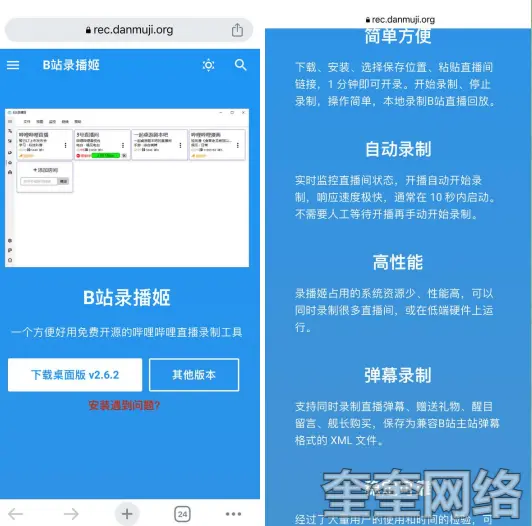 rec.danmuji.org
B站录播姬
+ 添加房间
B站录播姬
一个方便好用免费开源的哔哩哔哩直播录制工具
下载桌面版 v2.6.2
其他版本
安装遇到问题?
24
rec.danmuji.org
简单方便
下载、安装、选择保存位置、粘贴直播间
链接，1 分钟即可开录。开始录制、停止
录制，操作简单，本地录制B站直播回放。
自动录制
实时监控直播间状态，开播自动开始录
制，响应速度极快，通常在 10 秒内启动。
不需要人工等待开播再手动开始录制。
高性能
录播姬占用的系统资源少、性能高，可以
同时录制很多直播间，或在低端硬件上运
行。
弹幕录制
支持同时录制直播弹幕、赠送礼物、醒目
留言、舰长购买，保存为兼容B站主站弹幕
格式的 XML 文件。
奎奎网络
经过了大量用户的使用和时间的检验，可